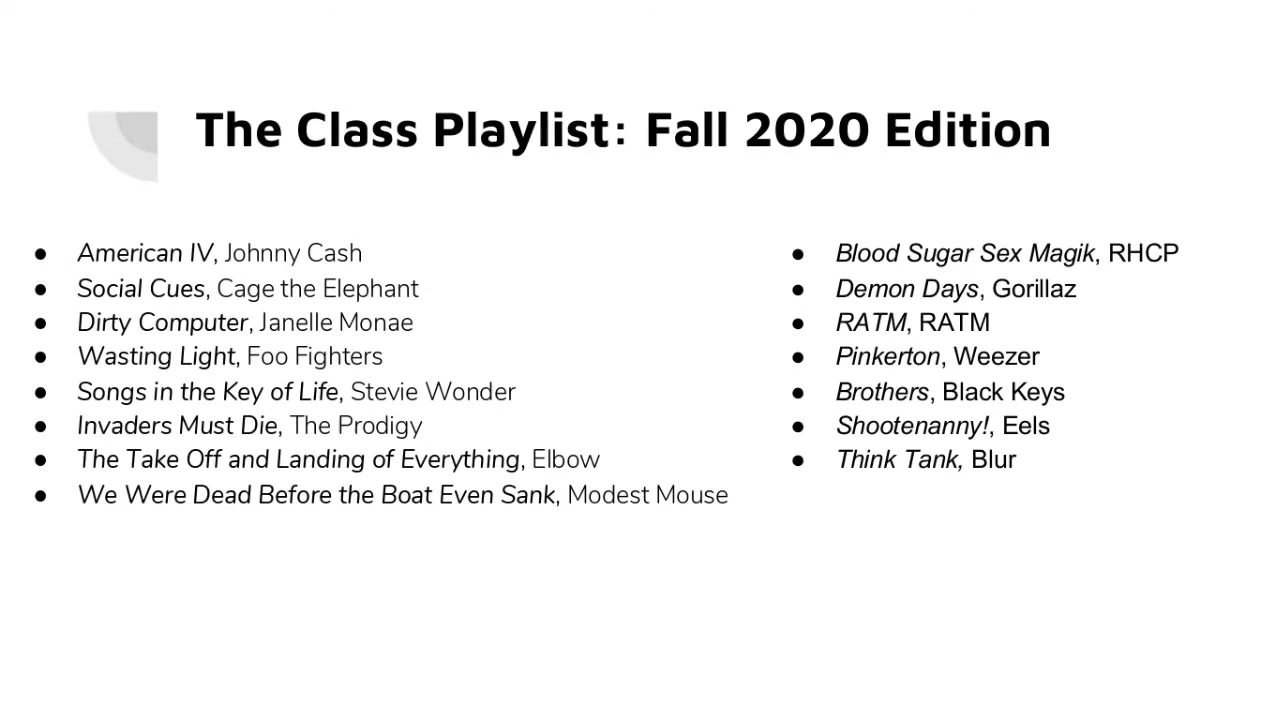 The Class Playlist: Fall 2020 Edition
● American IV, Johnny Cash
● Social Cues, Cage the Elephant
● Dirty Computer, Janelle Monae
● Wasting Light, Foo Fighters
● Songs in the Key of Life, Stevie Wonder
● Invaders Must Die, The Prodigy
● The Take Off and Landing of Everything, Elbow
● We Were Dead Before the Boat Even Sank, Modest Mouse
● Blood Sugar Sex Magik, RHCP
● Demon Days, Gorillaz
● RATM, RATM
● Pinkerton, Weezer
● Brothers, Black Keys
● Shootenanny!, Eels
● Think Tank, Blur